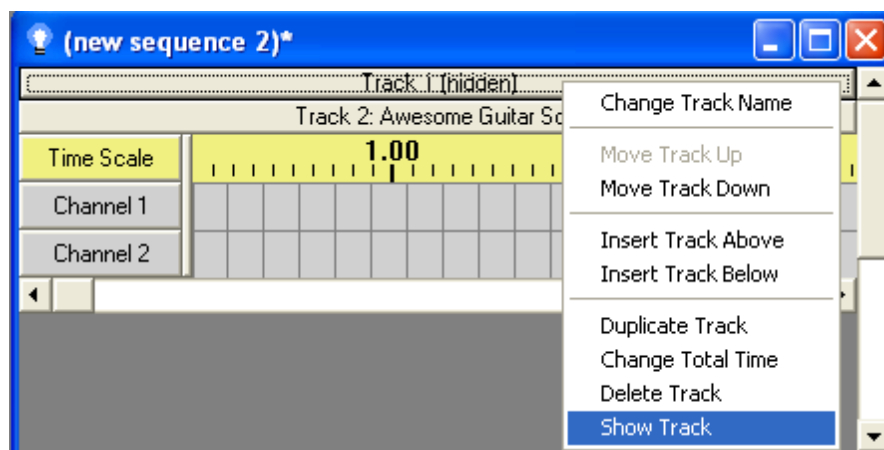 (new sequence 2)*
Track 1 (hidden)
Track 2: Awesome Guitar
Time Scale
1.00
Channel 1
Channel 2
Change Track Name
Move Track Up
Move Track Down
Insert Track Above
Insert Track Below
Duplicate Track
Change Total Time
Delete Track
Show Track